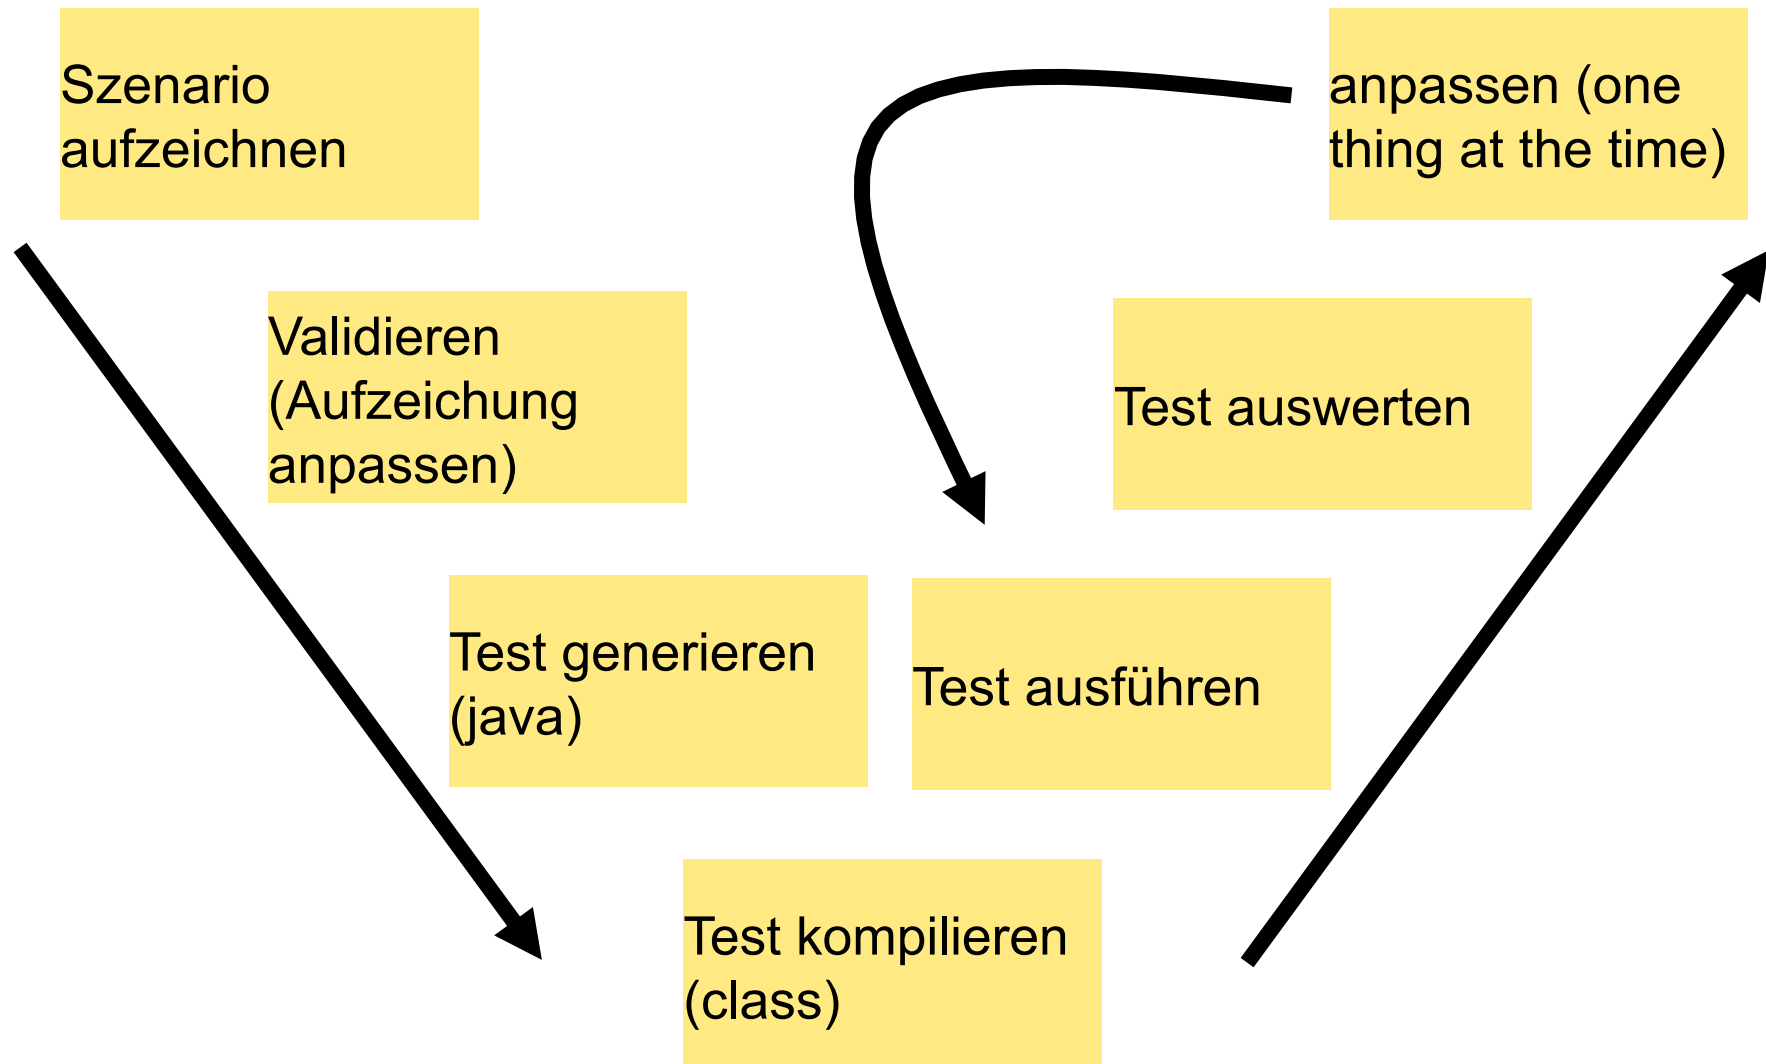 Szenario
aufzeichnen
Validieren
(Aufzeichung
anpassen)
Test generieren
(java)
Test kompilieren
(class)
Test ausführen
Test auswerten
anpassen (one
thing at the time)